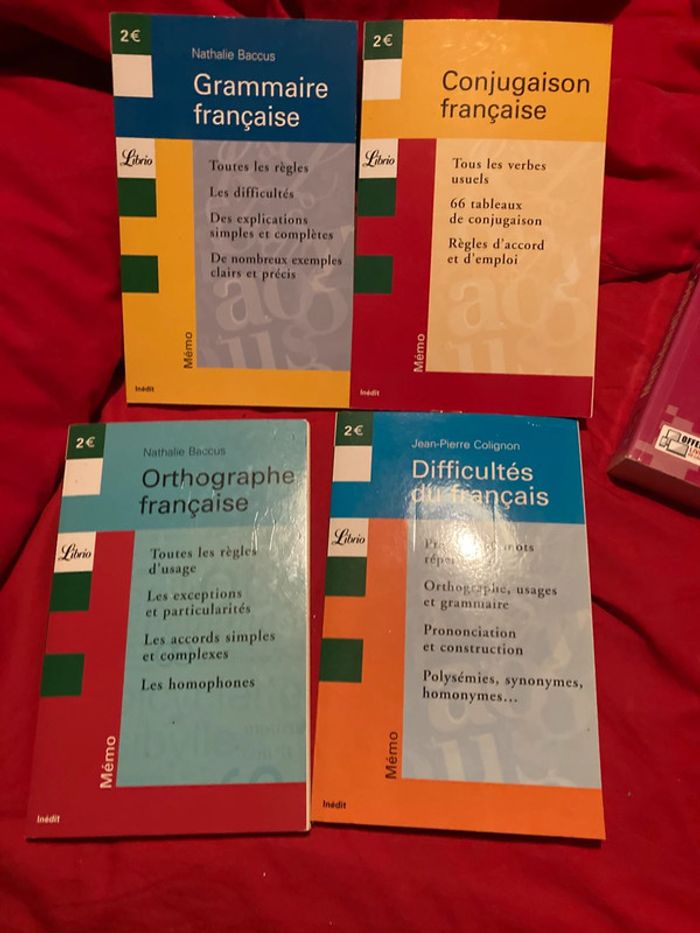 2€
Nathalie Baccus
Grammaire
française
Librio
Toutes les règles
Les difficultés
Des explications
simples et complètes
De nombreux exemples
clairs et précis
Mémo
Inédit
2€
Conjugaison
française
Librio
Tous les verbes
usuels
66 tableaux
de conjugaison
Règles d'accord
et d'emploi
Mémo
Inédit
2€
Nathalie Baccus
Orthographe
française
Librio
Toutes les règles
d'usage
Les exceptions
et particularités
Les accords simples
et complexes
Les homophones
Mémo
Inédit
2€
Jean-Pierre Colignon
Difficultés
du français
Librio
mots
Orthographe, usages
et grammaire
Prononciation
et construction
Polysémies, synonymes,
homonymes...
Mémo
Inédit